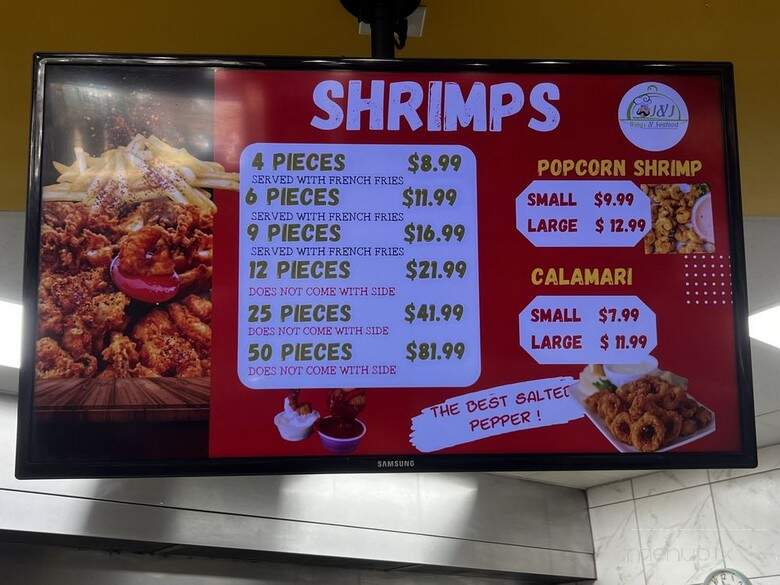 SHRIMPS
J&J
Wings & Seafood
4 PIECES $8.99
SERVED WITH FRENCH FRIES
6 PIECES $11.99
SERVED WITH FRENCH FRIES
9 PIECES $16.99
SERVED WITH FRENCH FRIES
12 PIECES $21.99
DOES NOT COME WITH SIDE
25 PIECES $41.99
DOES NOT COME WITH SIDE
50 PIECES $81.99
DOES NOT COME WITH SIDE
POPCORN SHRIMP
SMALL $9.99
LARGE $ 12.99
CALAMARI
SMALL $7.99
LARGE $ 11.99
THE BEST SALTED
PEPPER !
SAMSUNG